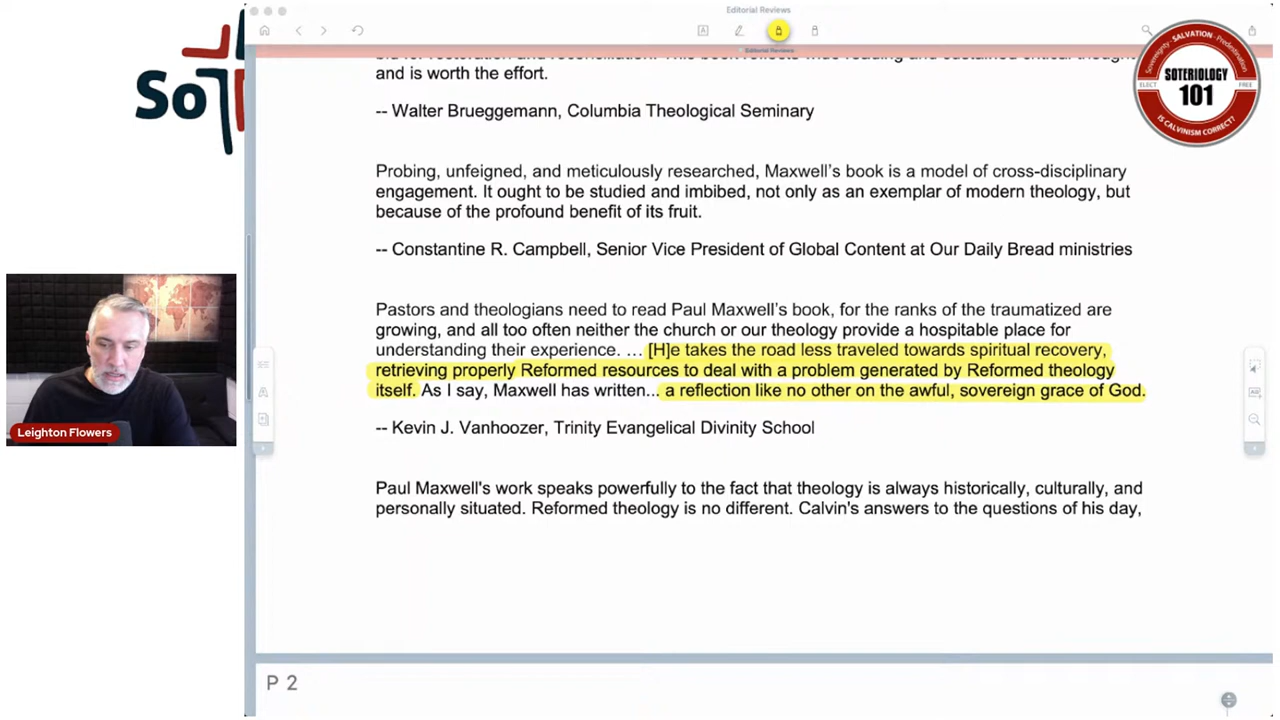 Editorial Reviews
Editorial Reviews
and is worth the effort.
-- Walter Brueggemann, Columbia Theological Seminary
Probing, unfeigned, and meticulously researched, Maxwell's book is a model of cross-disciplinary
engagement. It ought to be studied and imbibed, not only as an exemplar of modern theology, but
because of the profound benefit of its fruit.
-- Constantine R. Campbell, Senior Vice President of Global Content at Our Daily Bread ministries
Pastors and theologians need to read Paul Maxwell's book, for the ranks of the traumatized are
growing, and all too often neither the church or our theology provide a hospitable place for
understanding their experience. … [H]e takes the road less traveled towards spiritual recovery,
retrieving properly Reformed resources to deal with a problem generated by Reformed theology
itself. As I say, Maxwell has written... a reflection like no other on the awful, sovereign grace of God.
-- Kevin J. Vanhoozer, Trinity Evangelical Divinity School
Paul Maxwell's work speaks powerfully to the fact that theology is always historically, culturally, and
personally situated. Reformed theology is no different. Calvin's answers to the questions of his day,
P 2
So
Leighton Flowers
Sovereignty · SALVATION · Predestination
ELECT
SOTERIOLOGY
101
FREE
IS CALVINISM CORRECT?